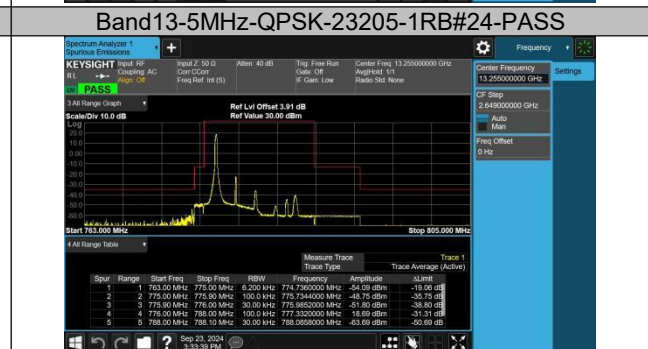 Band13-5MHz-QPSK-23205-1RB#24-PASS
Spectrum Analyzer 1
Spurious Emissions
+
Frequency
KEYSIGHT Input: RF
RL
Coupling: AC
Align: Off
Input Z: 50 Ω
Corr CCorr
Freq Ref: Int (S)
Atten: 40 dB
Trig: Free Run
Gate: Off
IF Gain: Low
Center Freq: 13.255000000 GHz
Avg|Hold: 1/1
Radio Std: None
PASS
Center Frequency
13.255000000 GHz
Settings
CF Step
2.649000000 GHz
Auto
Man
Freq Offset
0 Hz
3 All Range Graph
Scale/Div 10.0 dB
Ref Lvl Offset 3.91 dB
Ref Value 30.00 dBm
Log
20.0
10.0
0.00
-10.0
-20.0
-30.0
-40.0
-50.0
-60.0
Start 763.000 MHz
Stop 805.000 MHz
4 All Range Table
Measure Trace Trace 1
Trace Type Trace Average (Active)
Spur Range Start Freq Stop Freq RBW Frequency Amplitude ΔLimit
1 1 763.00 MHz 775.00 MHz 6.200 kHz 774.7360000 MHz -54.09 dBm -19.06 dB
2 2 775.00 MHz 775.90 MHz 100.0 kHz 775.7344000 MHz -48.75 dBm -35.75 dB
3 3 775.90 MHz 776.00 MHz 30.00 kHz 775.9852000 MHz -51.80 dBm -38.80 dB
4 4 776.00 MHz 788.00 MHz 100.0 kHz 777.3320000 MHz 18.69 dBm -31.31 dB
5 5 788.00 MHz 788.10 MHz 30.00 kHz 788.0858000 MHz -63.69 dBm -50.69 dB
?
Sep 23, 2024
3:33:39 PM